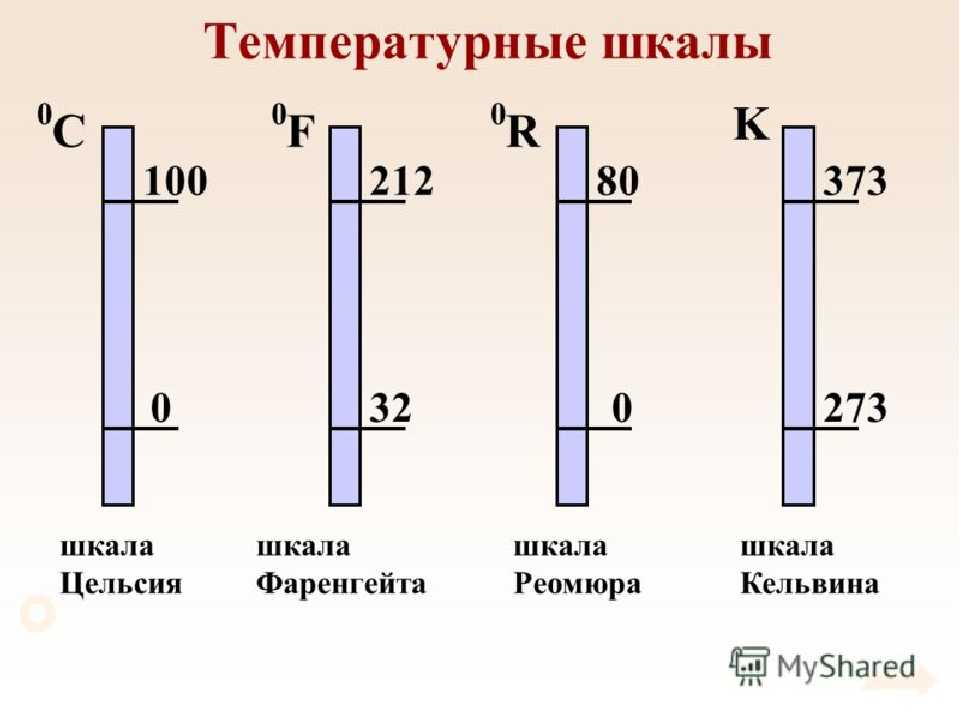 Температурные шкалы
⁰C ⁰F ⁰R K
100 212 80 373
0 32 0 273
шкала шкала шкала шкала
Цельсия Фаренгейта Реомюра Кельвина
MyShared